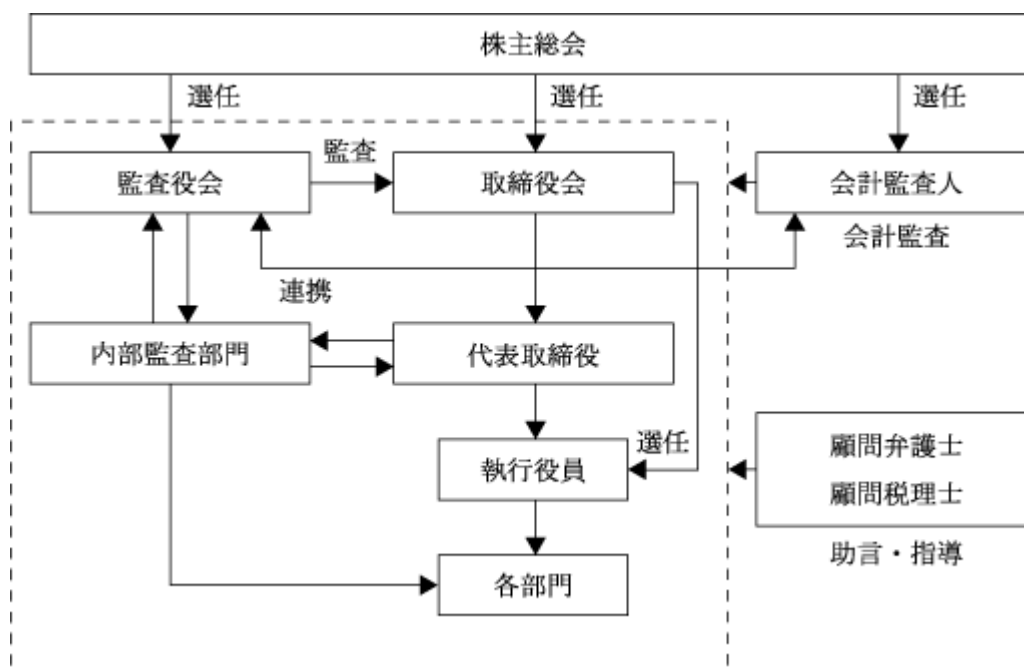 株主総会
選任
選任
選任
監査役会
監査
取締役会
会計監査人
会計監査
連携
内部監査部門
代表取締役
執行役員
選任
各部門
顧問弁護士
顧問税理士
助言・指導